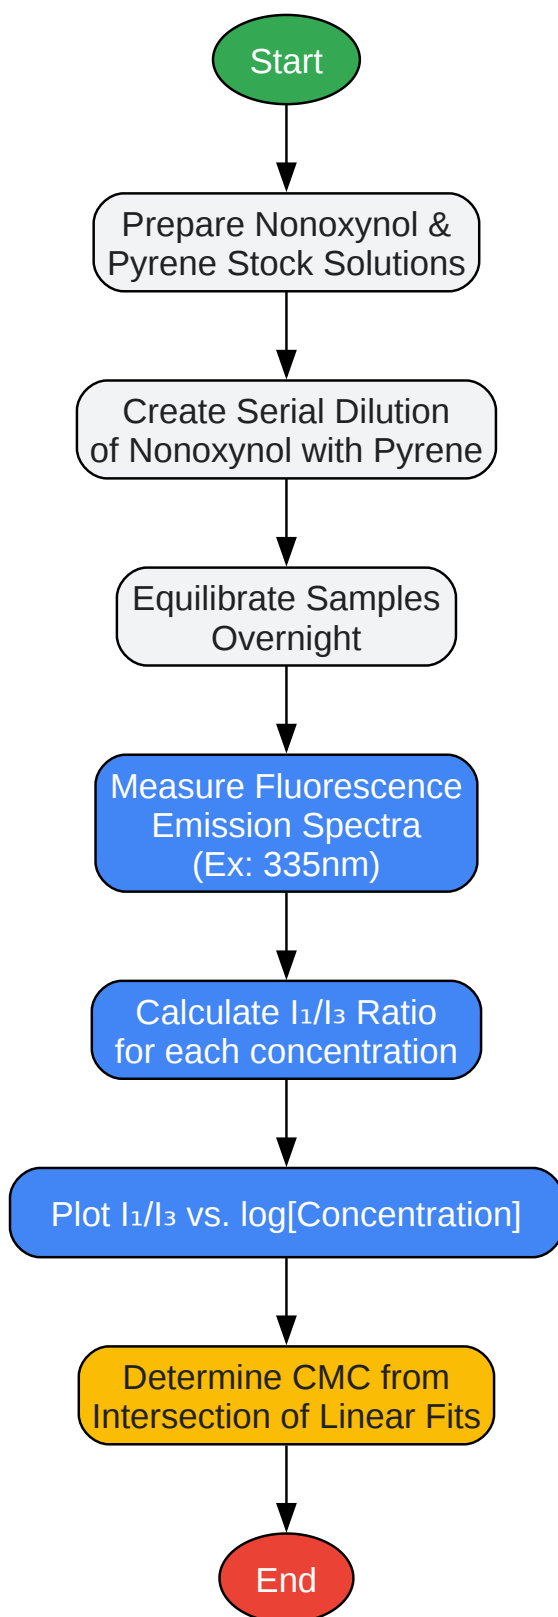 Start
Prepare Nonoxynol &
Pyrene Stock Solutions
Create Serial Dilution
of Nonoxynol with Pyrene
Equilibrate Samples
Overnight
Measure Fluorescence
Emission Spectra
(Ex: 335nm)
Calculate I₁/I₃ Ratio
for each concentration
Plot I₁/I₃ vs. log[Concentration]
Determine CMC from
Intersection of Linear Fits
End